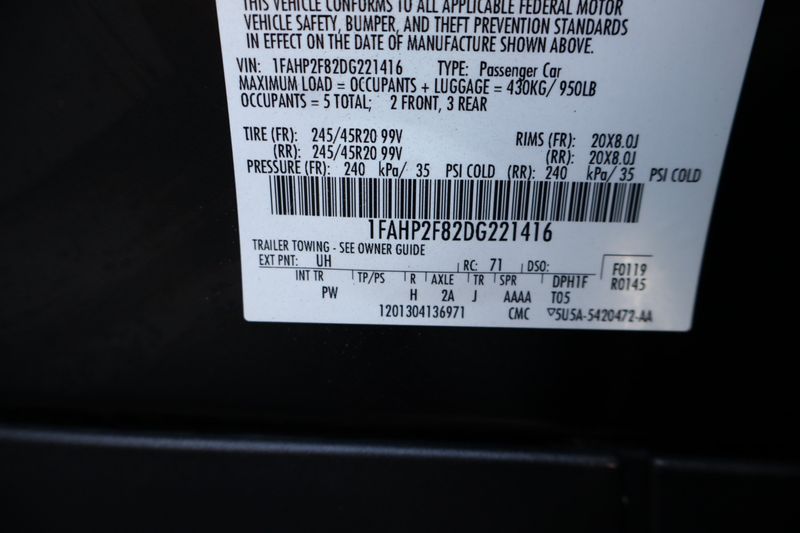 THIS VEHICLE CONFORMS TO ALL APPLICABLE FEDERAL MOTOR
VEHICLE SAFETY, BUMPER, AND THEFT PREVENTION STANDARDS
IN EFFECT ON THE DATE OF MANUFACTURE SHOWN ABOVE.
VIN: 1FAHP2F82DG221416 TYPE: Passenger Car
MAXIMUM LOAD = OCCUPANTS + LUGGAGE = 430KG/ 950LB
OCCUPANTS = 5 TOTAL; 2 FRONT, 3 REAR
TIRE (FR): 245/45R20 99V RIMS (FR): 20X8.0J
(RR): 245/45R20 99V (RR): 20X8.0J
PRESSURE (FR): 240 kPa/ 35 PSI COLD (RR): 240 kPa/ 35 PSI COLD
1FAHP2F82DG221416
TRAILER TOWING - SEE OWNER GUIDE
EXT PNT: UH RC: 71 DSO: F0119
INT TR TP/PS R AXLE TR SPR DPH1F R0145
PW H 2A J AAAA T05
1201304136971 CMC ▽5U5A-5420472-AA